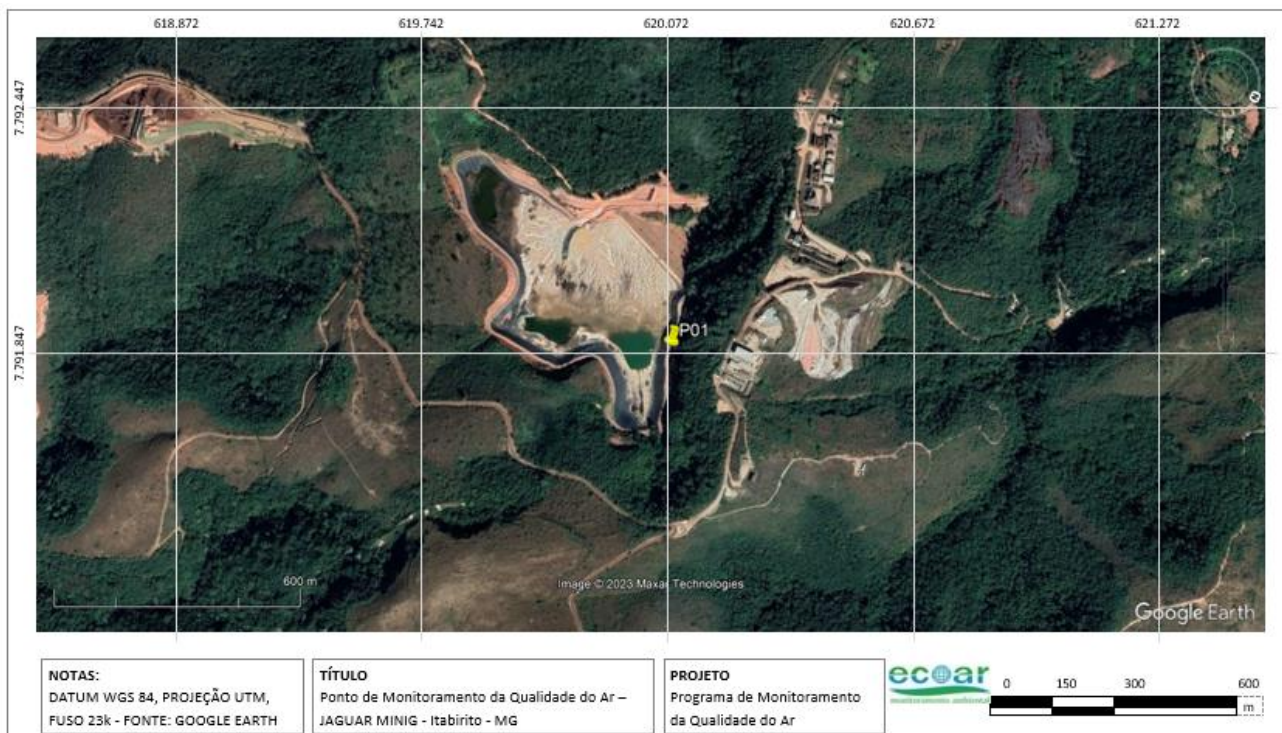 618.872 619.742 620.072 620.672 621.272
7.792.447
P01
7.791.847
600 m
Image © 2023 Maxar Technologies
Google Earth
NOTAS:
DATUM WGS 84, PROJEÇÃO UTM,
FUSO 23k - FONTE: GOOGLE EARTH
TÍTULO
Ponto de Monitoramento da Qualidade do Ar –
JAGUAR MINIG - Itabirito - MG
PROJETO
Programa de Monitoramento
da Qualidade do Ar
ecoar
monitoramento ambiental
0 150 300 600
m